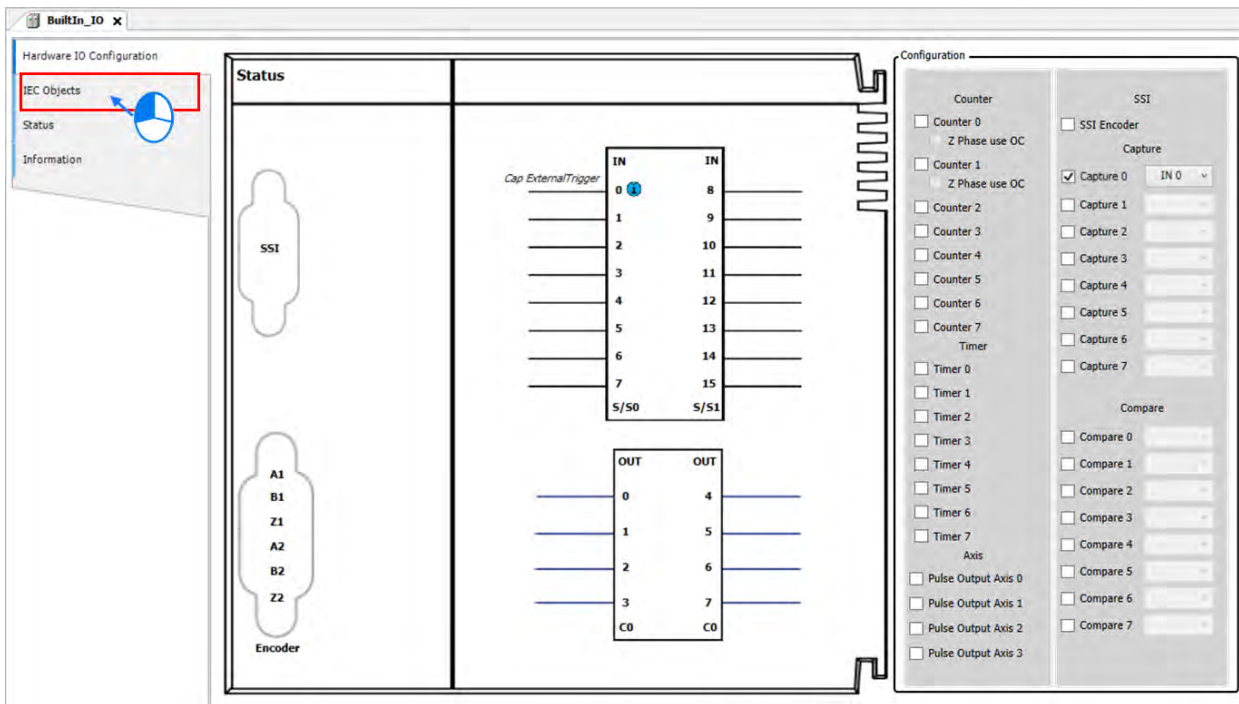 BuiltIn_IO x
Hardware IO Configuration
IEC Objects
Status
Information
Status
SSI
A1
B1
Z1
A2
B2
Z2
Encoder
Cap ExternalTrigger
IN IN
0 i 8
1 9
2 10
3 11
4 12
5 13
6 14
7 15
S/S0 S/S1
OUT OUT
0 4
1 5
2 6
3 7
C0 C0
Configuration
Counter
Counter 0
Z Phase use OC
Counter 1
Z Phase use OC
Counter 2
Counter 3
Counter 4
Counter 5
Counter 6
Counter 7
Timer
Timer 0
Timer 1
Timer 2
Timer 3
Timer 4
Timer 5
Timer 6
Timer 7
Axis
Pulse Output Axis 0
Pulse Output Axis 1
Pulse Output Axis 2
Pulse Output Axis 3
SSI
SSI Encoder
Capture
Capture 0 IN 0
Capture 1
Capture 2
Capture 3
Capture 4
Capture 5
Capture 6
Capture 7
Compare
Compare 0
Compare 1
Compare 2
Compare 3
Compare 4
Compare 5
Compare 6
Compare 7